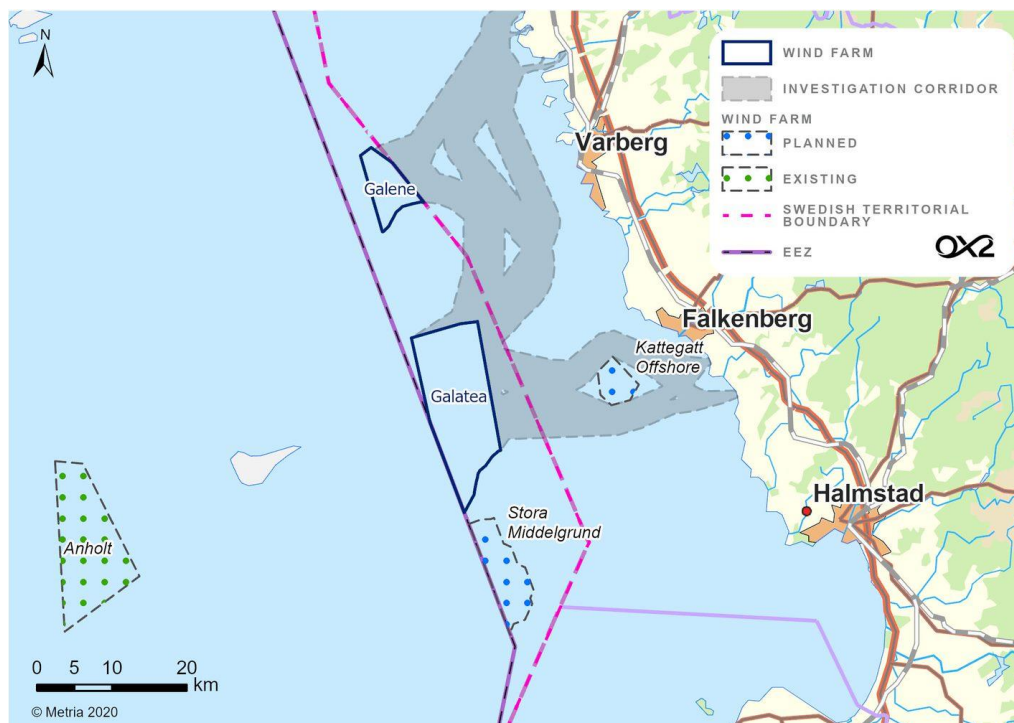 N
WIND FARM
INVESTIGATION CORRIDOR
WIND FARM
PLANNED
EXISTING
SWEDISH TERRITORIAL
BOUNDARY
EEZ
OX2
Varberg
Galene
Falkenberg
Kattegatt
Offshore
Galatea
Halmstad
Stora
Middelgrund
Anholt
0 5 10 20
km
© Metria 2020